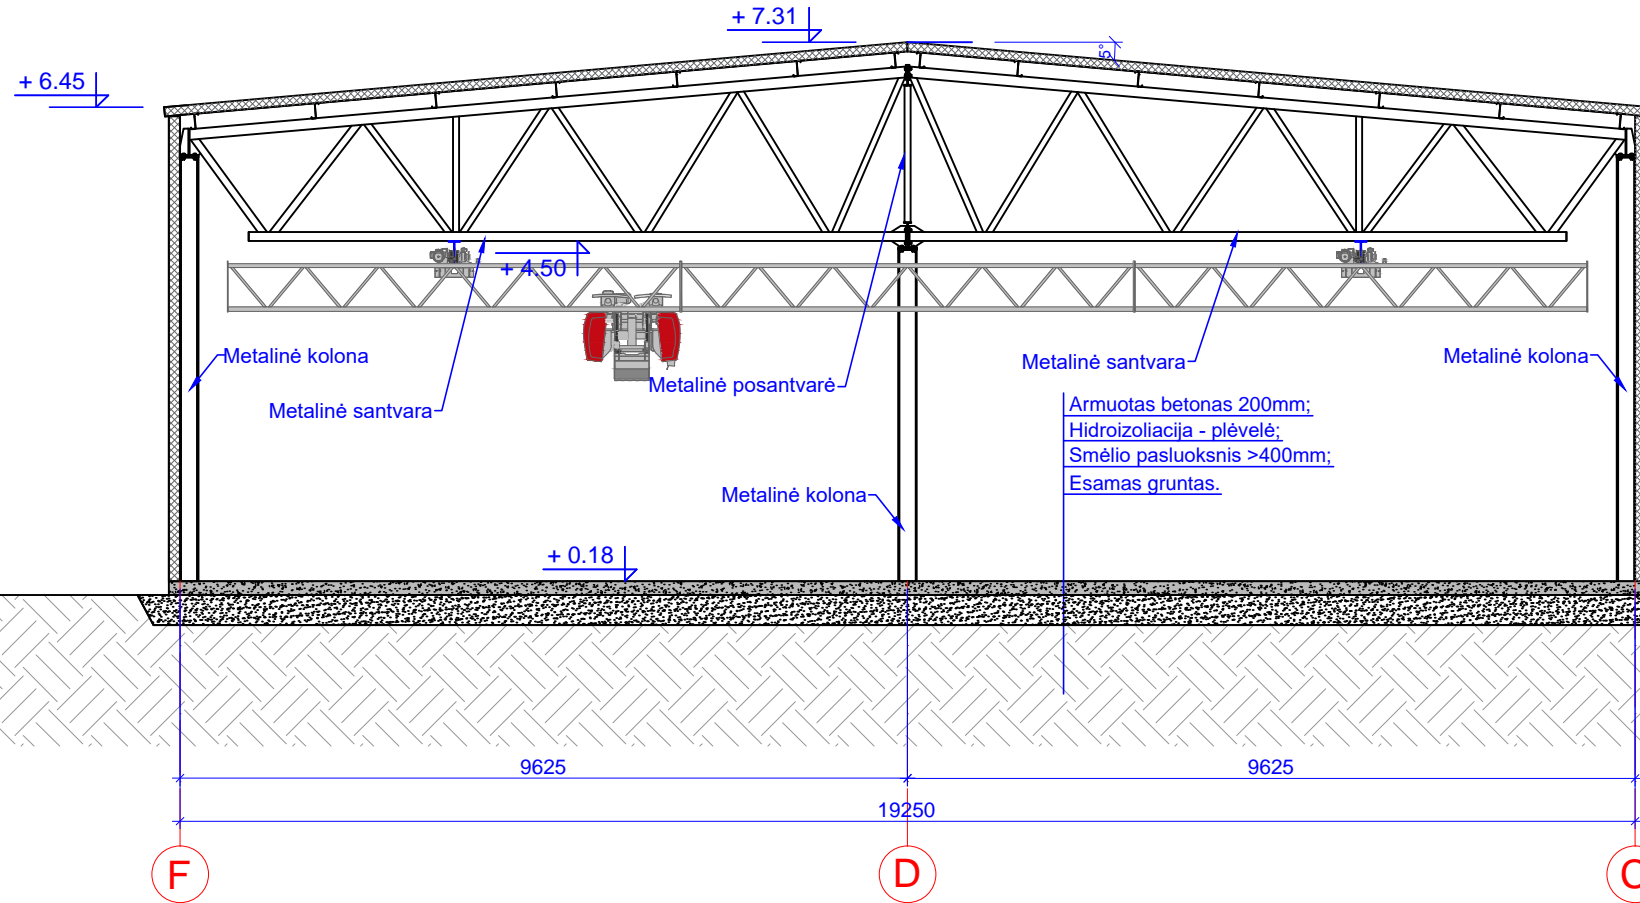 + 7.31
+ 6.45
5°
+ 4.50
Metalinė kolona
Metalinė santvara
Metalinė posantvarė
Metalinė santvara
Metalinė kolona
Armuotas betonas 200mm;
Hidroizoliacija - plėvelė;
Smėlio pasluoksnis >400mm;
Esamas gruntas.
Metalinė kolona
+ 0.18
9625
9625
19250
F
D